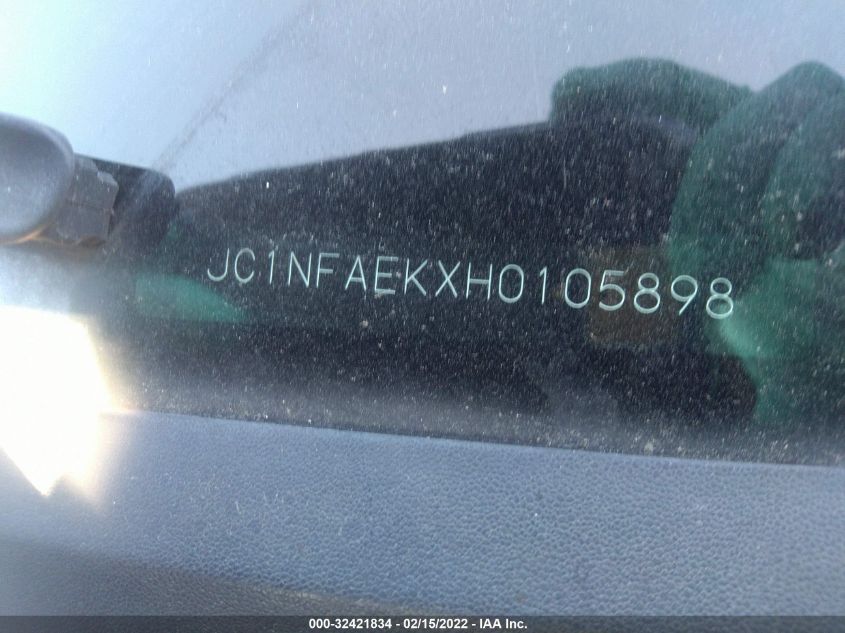 JC1NFAEKXH0105898
000-32421834 - 02/15/2022 - IAA Inc.